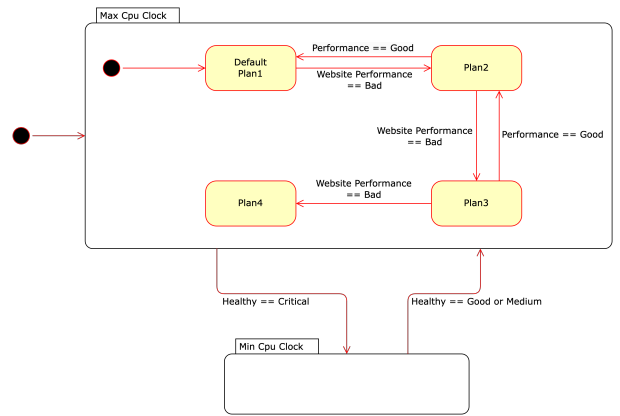 Max Cpu Clock
Performance == Good
Default
Plan1
Plan2
Website Performance
== Bad
Website Performance
== Bad
Performance == Good
Website Performance
== Bad
Plan4
Plan3
Healthy == Critical
Healthy == Good or Medium
Min Cpu Clock